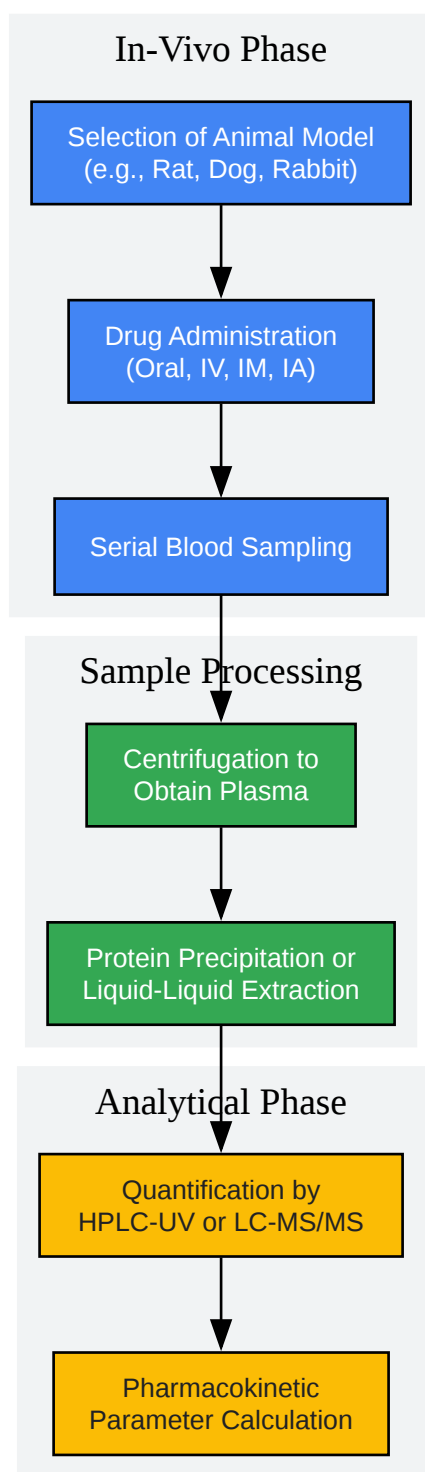 In-Vivo Phase
Selection of Animal Model
(e.g., Rat, Dog, Rabbit)
Drug Administration
(Oral, IV, IM, IA)
Serial Blood Sampling
Sample Processing
Centrifugation to
Obtain Plasma
Protein Precipitation or
Liquid-Liquid Extraction
Analytical Phase
Quantification by
HPLC-UV or LC-MS/MS
Pharmacokinetic
Parameter Calculation